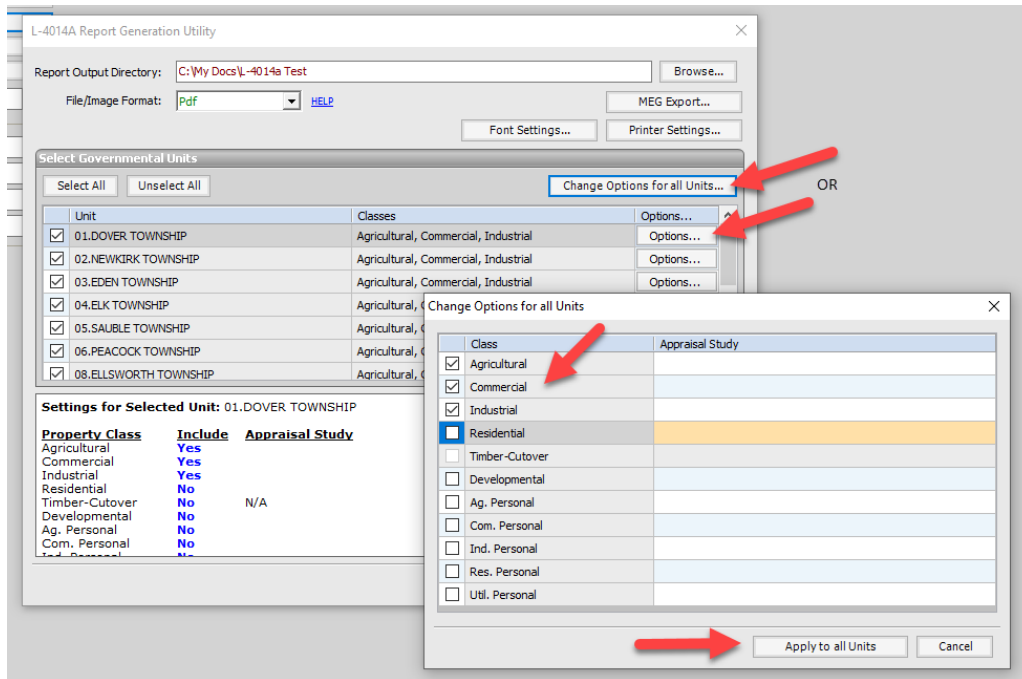 L-4014A Report Generation Utility
Report Output Directory: C:\My Docs\L-4014a Test Browse...
File/Image Format: Pdf HELP MEG Export...
Font Settings... Printer Settings...
Select Governmental Units
Select All Unselect All Change Options for all Units...
OR
Unit Classes Options...
01.DOVER TOWNSHIP Agricultural, Commercial, Industrial Options...
02.NEWKIRK TOWNSHIP Agricultural, Commercial, Industrial Options...
03.EDEN TOWNSHIP Agricultural, Commercial, Industrial Options...
04.ELK TOWNSHIP Agricultural,
05.SAUBLE TOWNSHIP Agricultural,
06.PEACOCK TOWNSHIP Agricultural,
08.ELLSWORTH TOWNSHIP Agricultural,
Settings for Selected Unit: 01.DOVER TOWNSHIP
Property Class Include Appraisal Study
Agricultural Yes
Commercial Yes
Industrial Yes
Residential No
Timber-Cutover No N/A
Developmental No
Ag. Personal No
Com. Personal No
Ind. Personal No
Change Options for all Units
Class Appraisal Study
Agricultural
Commercial
Industrial
Residential
Timber-Cutover
Developmental
Ag. Personal
Com. Personal
Ind. Personal
Res. Personal
Util. Personal
Apply to all Units Cancel